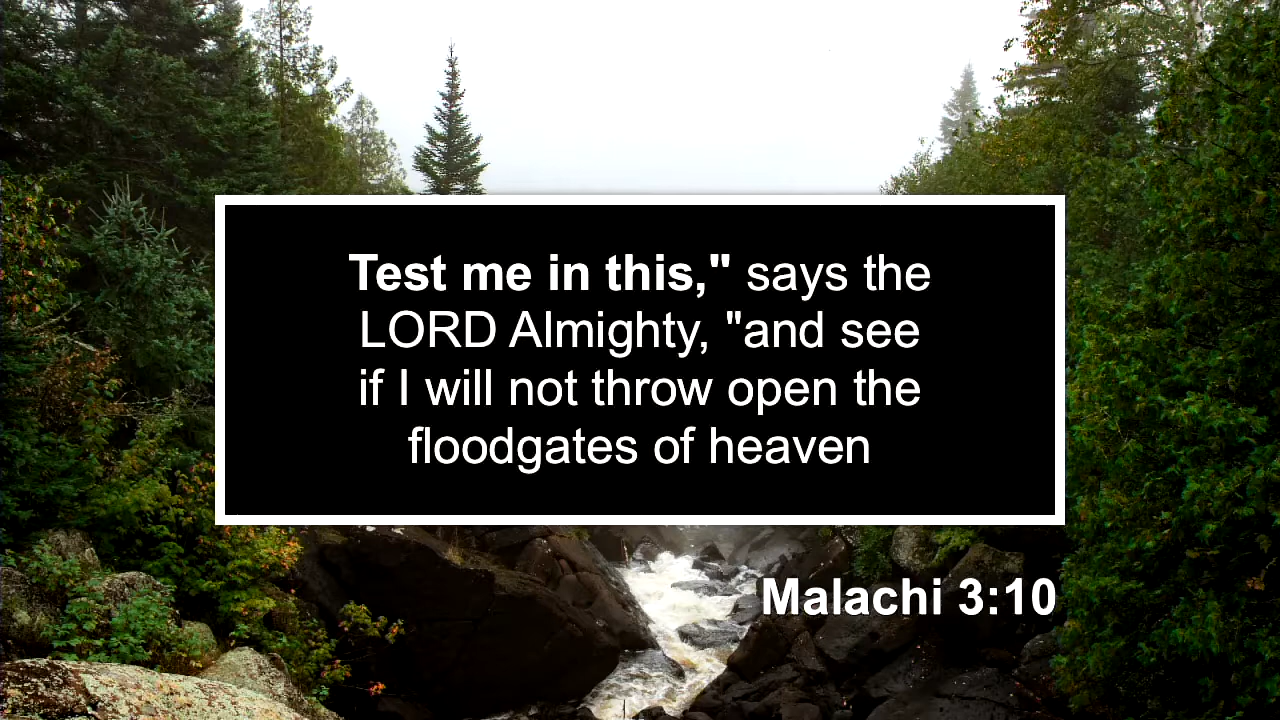 Test me in this," says the
LORD Almighty, "and see
if I will not throw open the
floodgates of heaven
Malachi 3:10